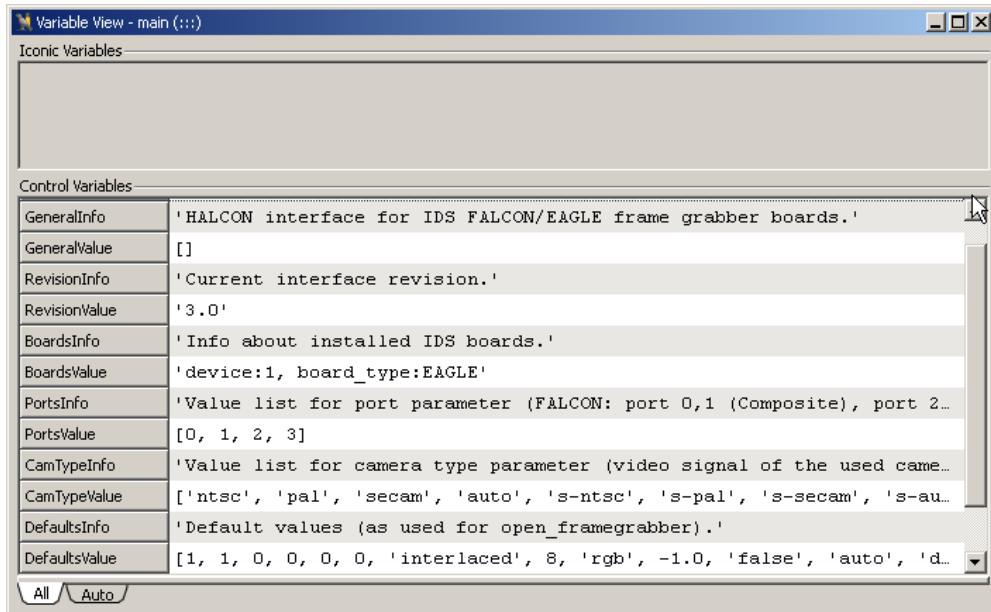 Variable View - main (:::)
Iconic Variables
Control Variables
GeneralInfo 'HALCON interface for IDS FALCON/EAGLE frame grabber boards.'
GeneralValue []
RevisionInfo 'Current interface revision.'
RevisionValue '3.0'
BoardsInfo 'Info about installed IDS boards.'
BoardsValue 'device:1, board_type:EAGLE'
PortsInfo 'Value list for port parameter (FALCON: port 0,1 (Composite), port 2…
PortsValue [0, 1, 2, 3]
CamTypeInfo 'Value list for camera type parameter (video signal of the used came…
CamTypeValue ['ntsc', 'pal', 'secam', 'auto', 's-ntsc', 's-pal', 's-secam', 's-au…
DefaultsInfo 'Default values (as used for open_framegrabber).'
DefaultsValue [1, 1, 0, 0, 0, 0, 'interlaced', 8, 'rgb', -1.0, 'false', 'auto', 'd…
All Auto